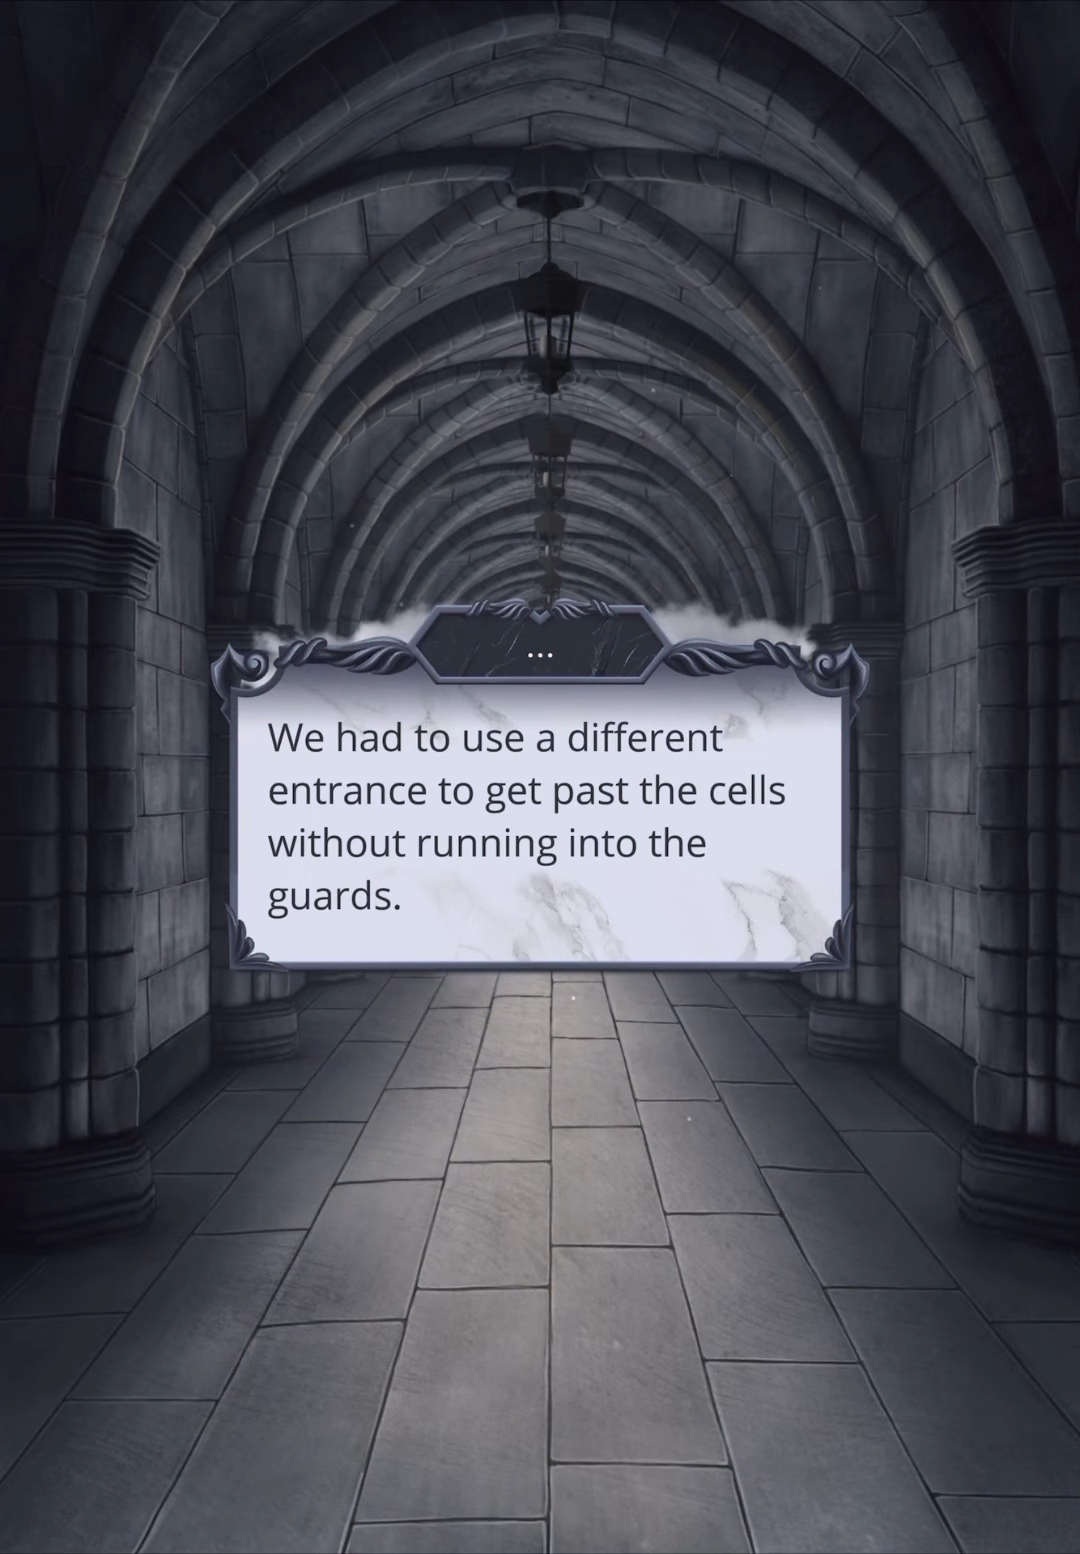 ...
We had to use a different
entrance to get past the cells
without running into the
guards.